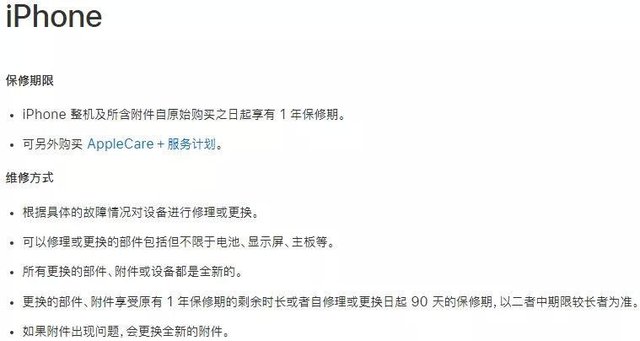 iPhone
保修期限
• iPhone 整机及所含附件自原始购买之日起享有 1 年保修期。
• 可另外购买 AppleCare+服务计划。
维修方式
• 根据具体的故障情况对设备进行修理或更换。
• 可以修理或更换的部件包括但不限于电池、显示屏、主板等。
• 所有更换的部件、附件或设备都是全新的。
• 更换的部件、附件享受原有 1 年保修期的剩余时长或者自修理或更换日起 90 天的保修期，以二者中期限较长者为准。
• 如果附件出现问题，会更换全新的附件。